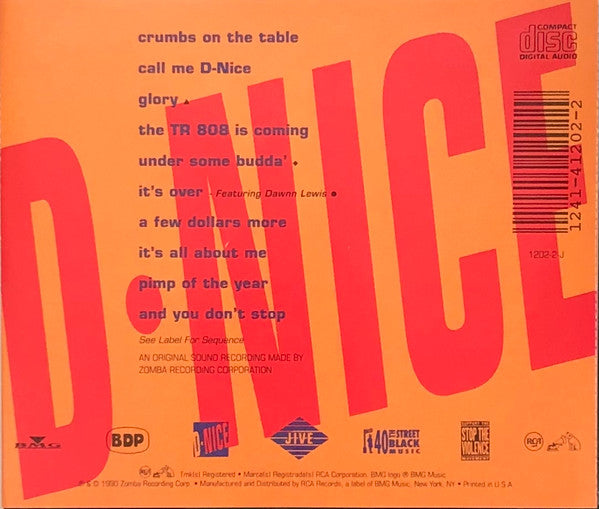 D·NICE
COMPACT
disc
DIGITAL AUDIO
crumbs on the table
call me D-Nice
glory
the TR 808 is coming
under some budda'
it's over - Featuring Dawnn Lewis
a few dollars more
it's all about me
pimp of the year
and you don't stop
See Label For Sequence
AN ORIGINAL SOUND RECORDING MADE BY
ZOMBA RECORDING CORPORATION
1241-41202-2
1202-2-J
BMG
BDP
D-NICE
JIVE
40TH STREET
BLACK
MUSIC
SUPPORT THE
STOP THE
VIOLENCE
MOVEMENT
RCA
Tmk(s) Registered • Marca(s) Registrada(s) RCA Corporation. BMG logo ® BMG Music
℗ & © 1990 Zomba Recording Corp • Manufactured and Distributed by RCA Records, a label of BMG Music, New York, NY • Printed in U.S.A.